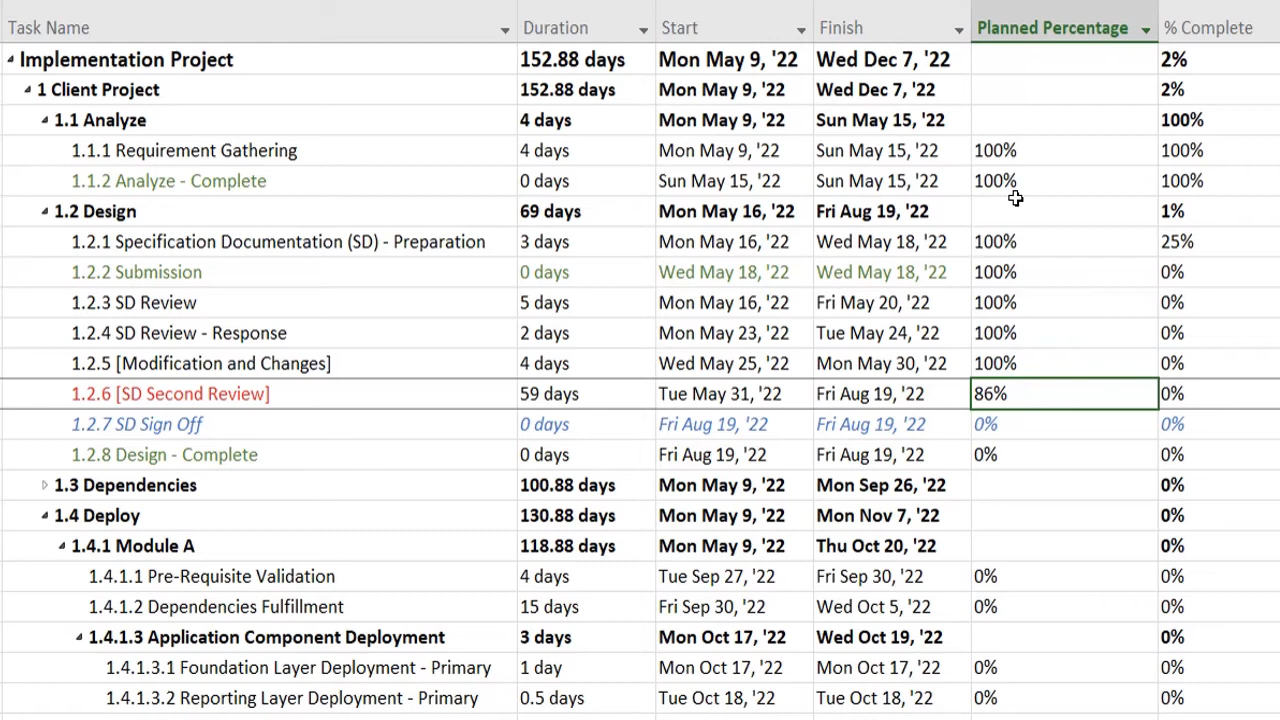 Task Name Duration Start Finish Planned Percentage % Complete
Implementation Project 152.88 days Mon May 9, '22 Wed Dec 7, '22 2%
1 Client Project 152.88 days Mon May 9, '22 Wed Dec 7, '22 2%
1.1 Analyze 4 days Mon May 9, '22 Sun May 15, '22 100%
1.1.1 Requirement Gathering 4 days Mon May 9, '22 Sun May 15, '22 100% 100%
1.1.2 Analyze - Complete 0 days Sun May 15, '22 Sun May 15, '22 100% 100%
1.2 Design 69 days Mon May 16, '22 Fri Aug 19, '22 1%
1.2.1 Specification Documentation (SD) - Preparation 3 days Mon May 16, '22 Wed May 18, '22 100% 25%
1.2.2 Submission 0 days Wed May 18, '22 Wed May 18, '22 100% 0%
1.2.3 SD Review 5 days Mon May 16, '22 Fri May 20, '22 100% 0%
1.2.4 SD Review - Response 2 days Mon May 23, '22 Tue May 24, '22 100% 0%
1.2.5 [Modification and Changes] 4 days Wed May 25, '22 Mon May 30, '22 100% 0%
1.2.6 [SD Second Review] 59 days Tue May 31, '22 Fri Aug 19, '22 86% 0%
1.2.7 SD Sign Off 0 days Fri Aug 19, '22 Fri Aug 19, '22 0% 0%
1.2.8 Design - Complete 0 days Fri Aug 19, '22 Fri Aug 19, '22 0% 0%
1.3 Dependencies 100.88 days Mon May 9, '22 Mon Sep 26, '22 0%
1.4 Deploy 130.88 days Mon May 9, '22 Mon Nov 7, '22 0%
1.4.1 Module A 118.88 days Mon May 9, '22 Thu Oct 20, '22 0%
1.4.1.1 Pre-Requisite Validation 4 days Tue Sep 27, '22 Fri Sep 30, '22 0% 0%
1.4.1.2 Dependencies Fulfillment 15 days Fri Sep 30, '22 Wed Oct 5, '22 0% 0%
1.4.1.3 Application Component Deployment 3 days Mon Oct 17, '22 Wed Oct 19, '22 0%
1.4.1.3.1 Foundation Layer Deployment - Primary 1 day Mon Oct 17, '22 Mon Oct 17, '22 0% 0%
1.4.1.3.2 Reporting Layer Deployment - Primary 0.5 days Tue Oct 18, '22 Tue Oct 18, '22 0% 0%